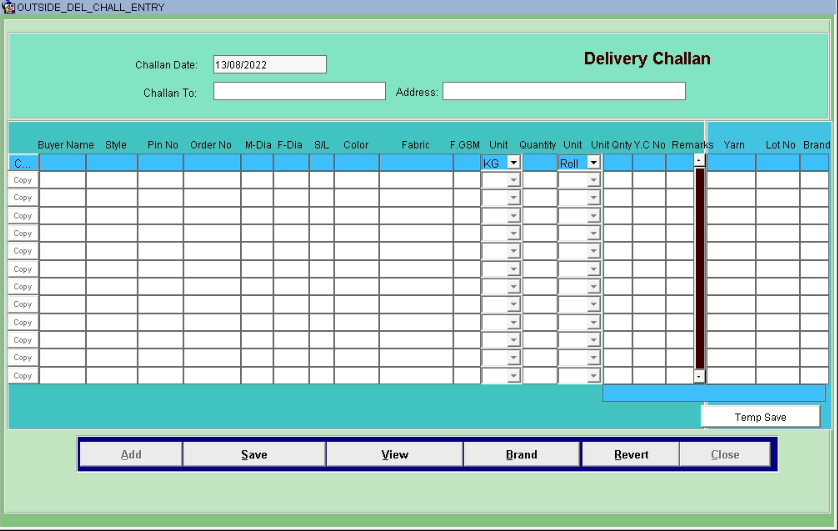 OUTSIDE_DEL_CHALL_ENTRY
Delivery Challan
Challan Date: 13/08/2022
Challan To: Address:
Buyer Name Style Pin No Order No M-Dia F-Dia S/L Color Fabric F.GSM Unit Quantity Unit Unit Qnty Y.C No Remarks Yarn Lot No Brand
C... KG Roll
Copy
Copy
Copy
Copy
Copy
Copy
Copy
Copy
Copy
Copy
Copy
Copy
Temp Save
Add Save View Brand Revert Close